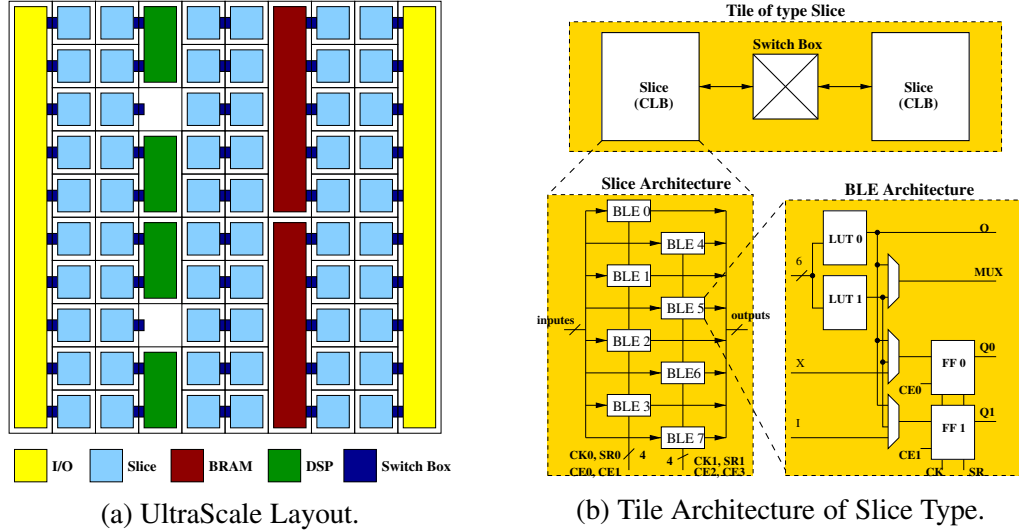 Tile of type Slice
Switch Box
Slice
(CLB)
Slice
(CLB)
Slice Architecture
BLE 0
BLE 4
BLE 1
BLE 5
inputes
outputs
BLE 2
BLE6
BLE 3
BLE 7
CK0, SR0
4
CE0, CE1
4
CK1, SR1
CE2, CE3
BLE Architecture
LUT 0
O
6
MUX
LUT 1
Q0
X
FF 0
CE0
Q1
I
FF 1
CE1
CK
SR
I/O
Slice
BRAM
DSP
Switch Box
(a) UltraScale Layout.
(b) Tile Architecture of Slice Type.